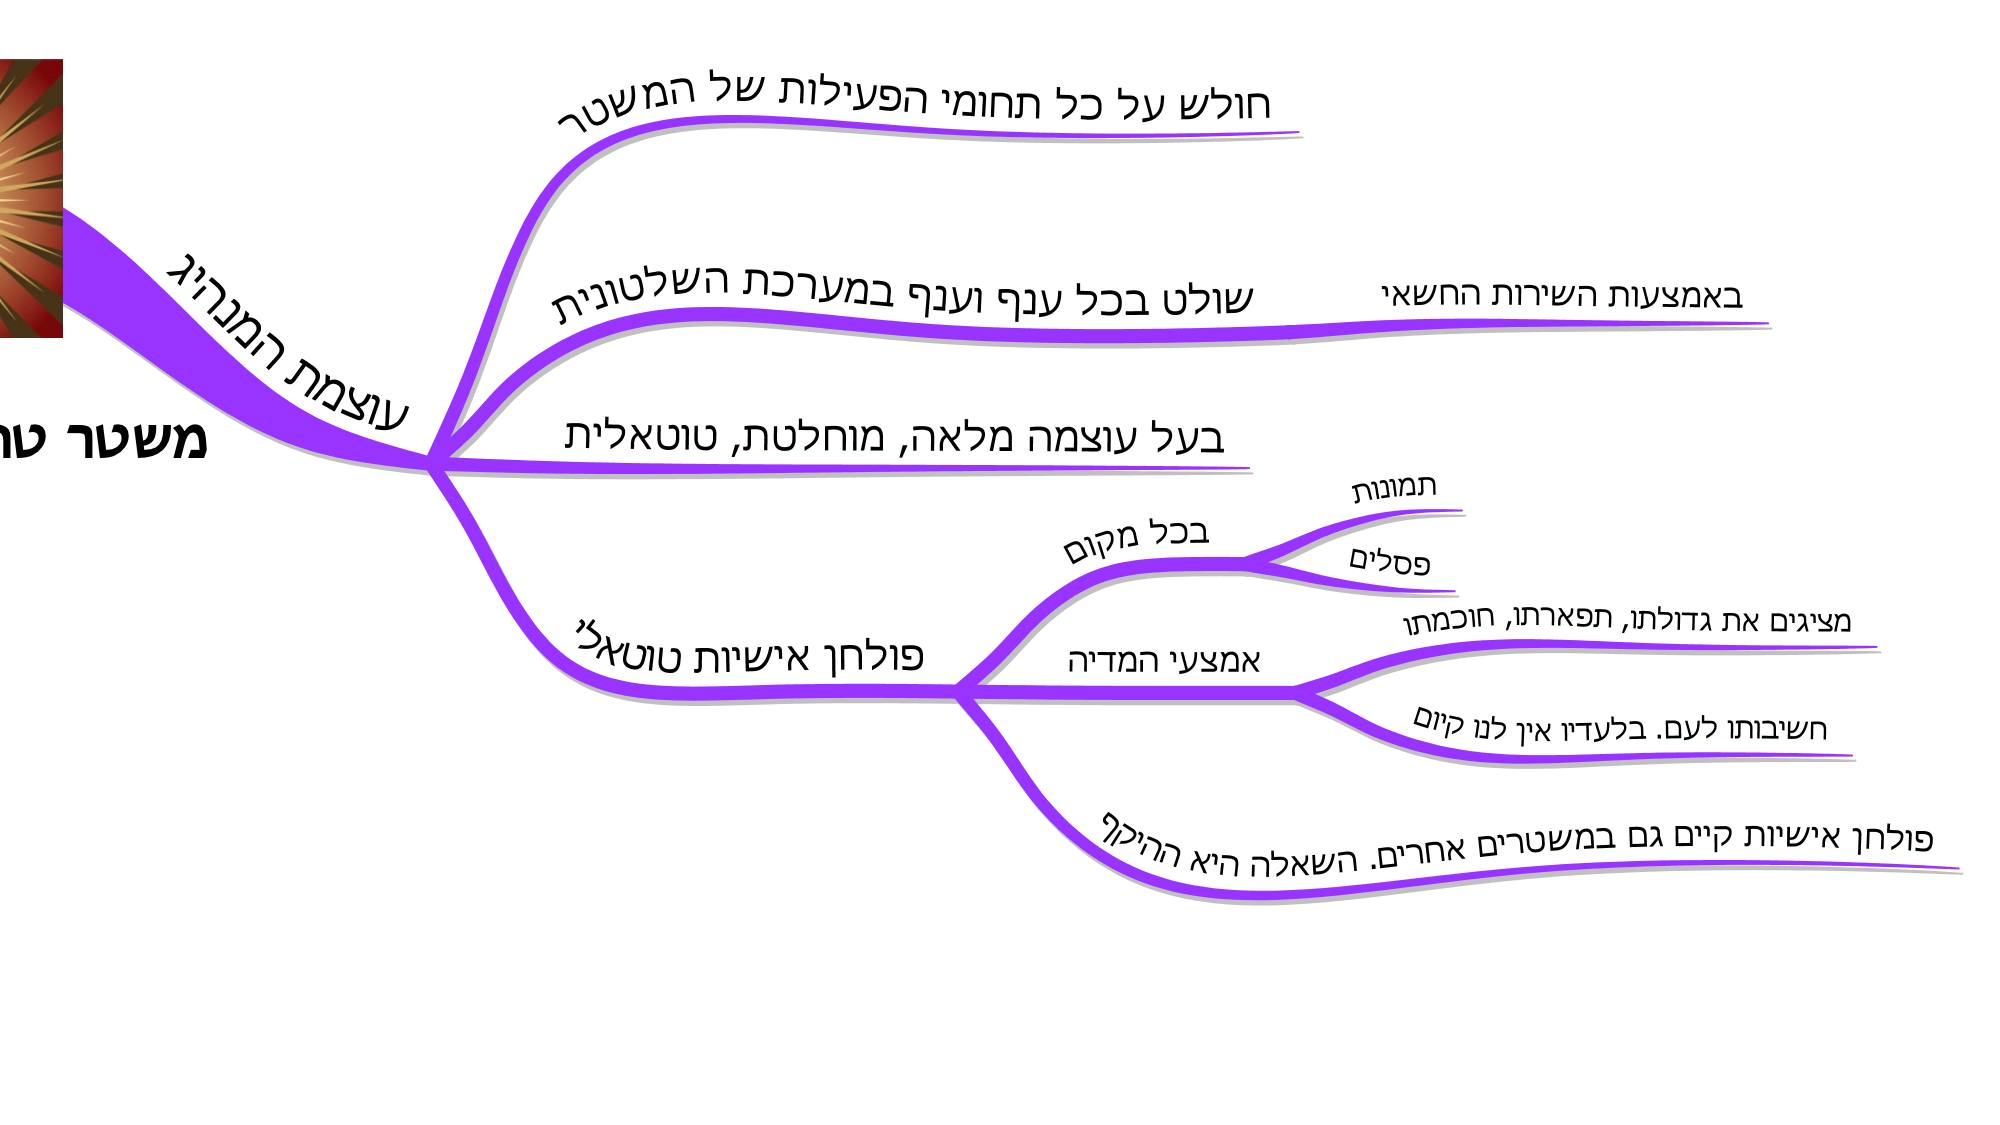 עוצמת המנהיג
משטר
חולש על כל תחומי הפעילות של המשטר
שולט בכל ענף וענף במערכת השלטונית
באמצעות השירות החשאי
בעל עוצמה מלאה, מוחלטת, טוטאלית
פולחן אישיות טוטאלי
בכל מקום
תמונות
פסלים
אמצעי המדיה
מציגים את גדולתו, תפארתו, חוכמתו
חשיבותו לעם. בלעדיו אין לנו קיום
פולחן אישיות קיים גם במשטרים אחרים. השאלה היא ההיקף